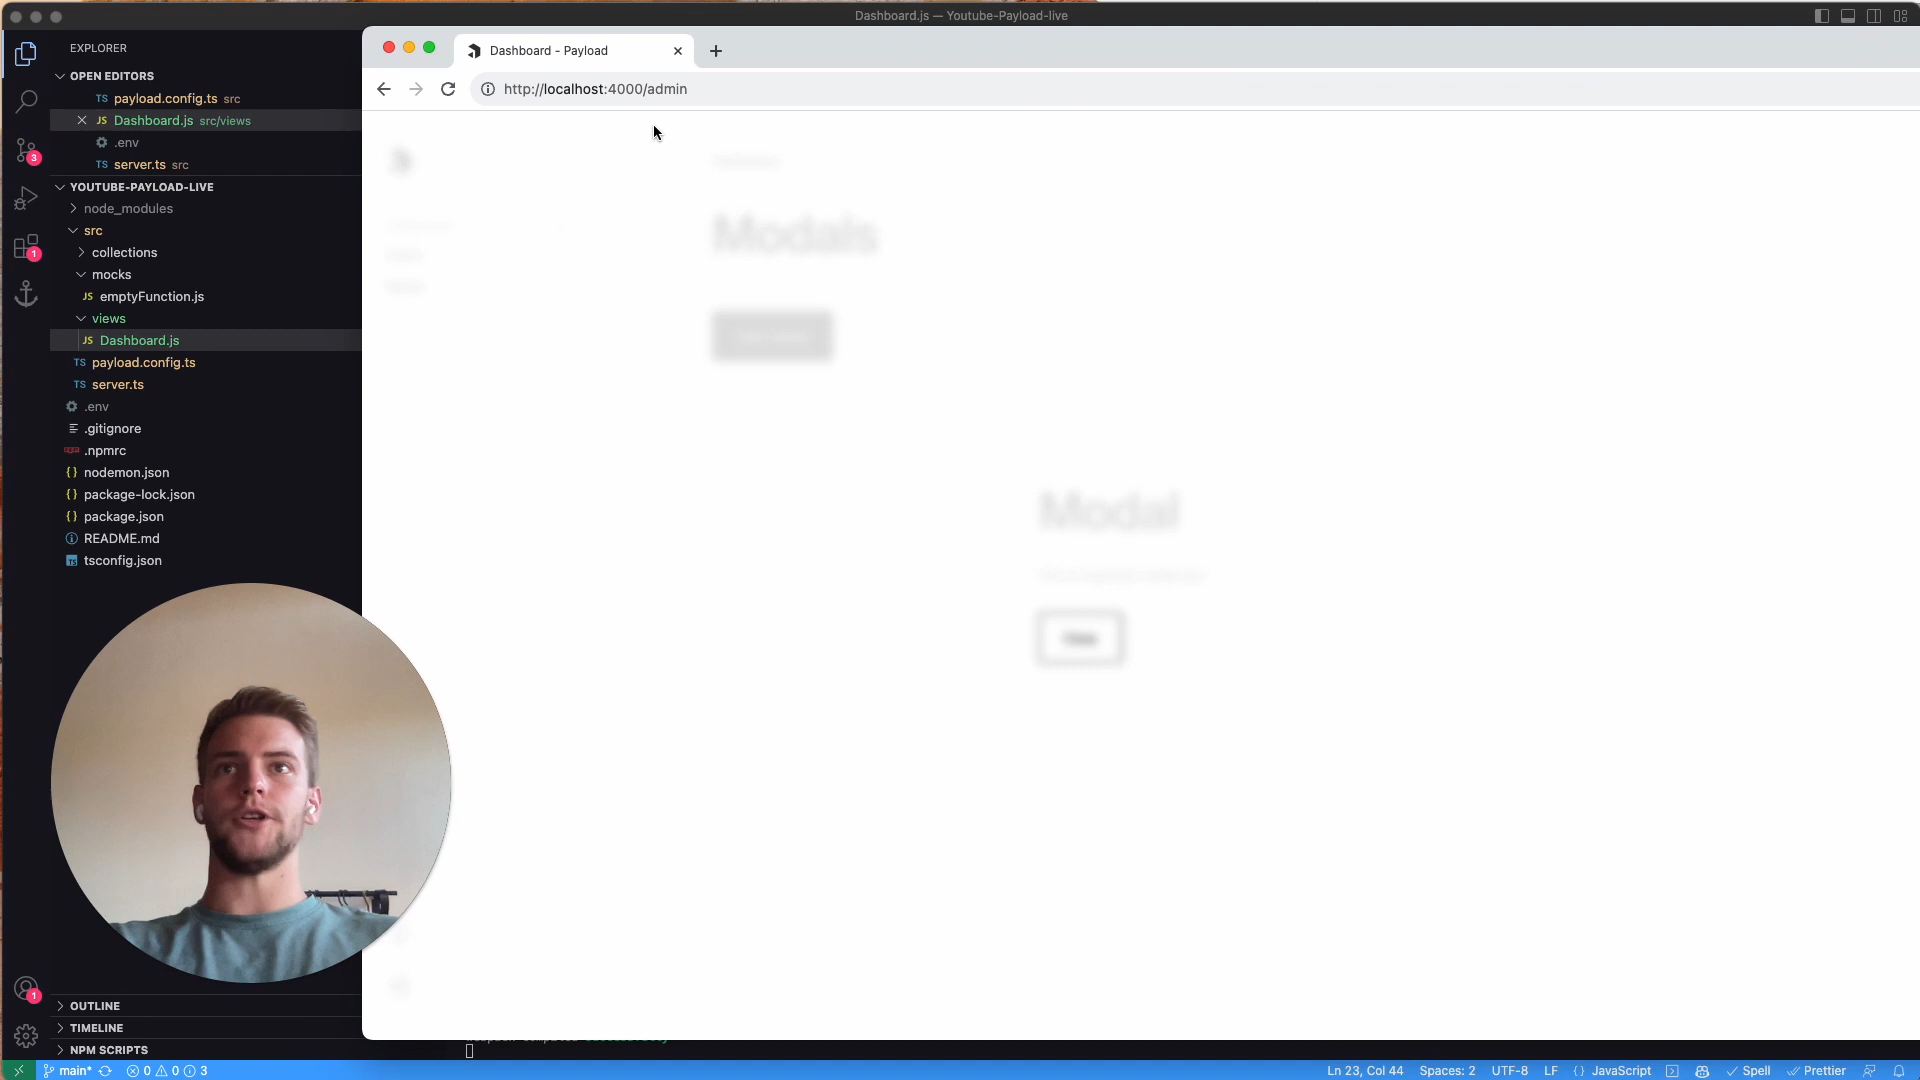 Dashboard.js — Youtube-Payload-live
EXPLORER
OPEN EDITORS
TS payload.config.ts src
JS Dashboard.js src/views
.env
TS server.ts src
YOUTUBE-PAYLOAD-LIVE
node_modules
src
collections
mocks
JS emptyFunction.js
views
JS Dashboard.js
TS payload.config.ts
TS server.ts
.env
.gitignore
.npmrc
nodemon.json
package-lock.json
package.json
README.md
tsconfig.json
OUTLINE
TIMELINE
NPM SCRIPTS
3
1
1
Dashboard - Payload
http://localhost:4000/admin
Modals
Modal
Close
main* 0 0 3
Ln 23, Col 44 Spaces: 2 UTF-8 LF {} JavaScript Spell Prettier